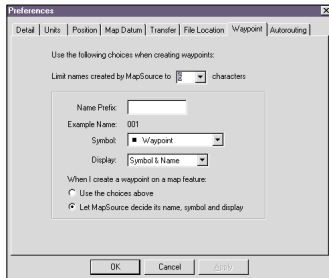 Preferences
Detail Units Position Map Datum Transfer File Location Waypoint Autorouting
Use the following choices when creating waypoints:
Limit names created by MapSource to characters
Name Prefix:
Example Name: 001
Symbol: Waypoint
Display: Symbol & Name
When I create a waypoint on a map feature:
Use the choices above
Let MapSource decide its name, symbol and display
OK Cancel Apply